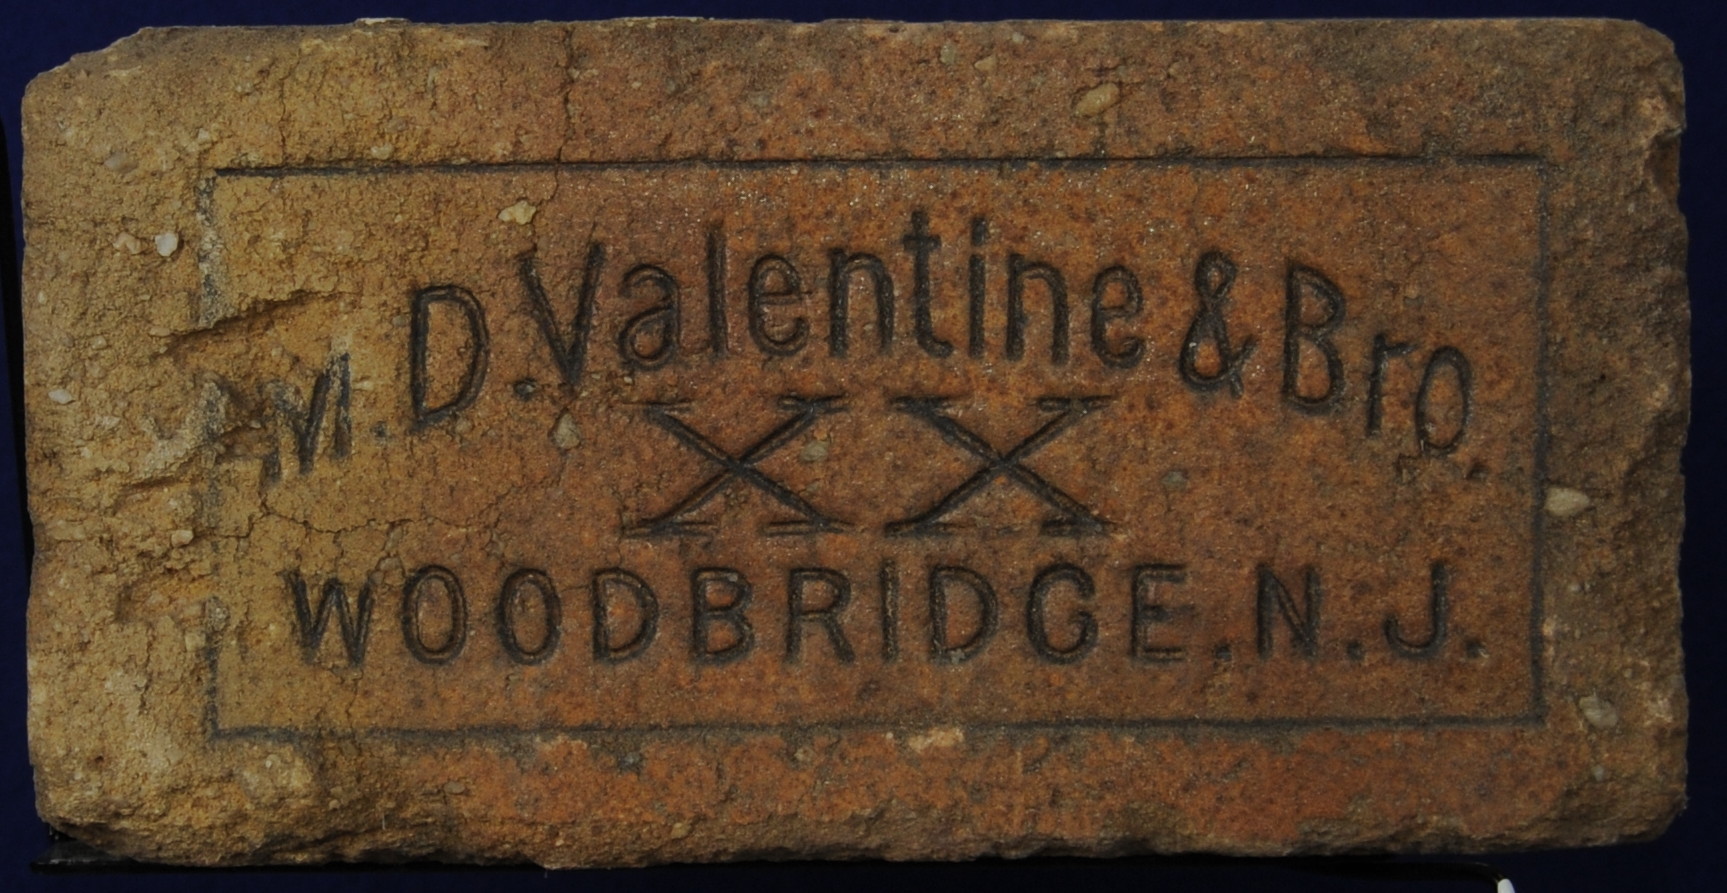 M. D. Valentine & Bro
XX
WOODBRIDGE. N. J.